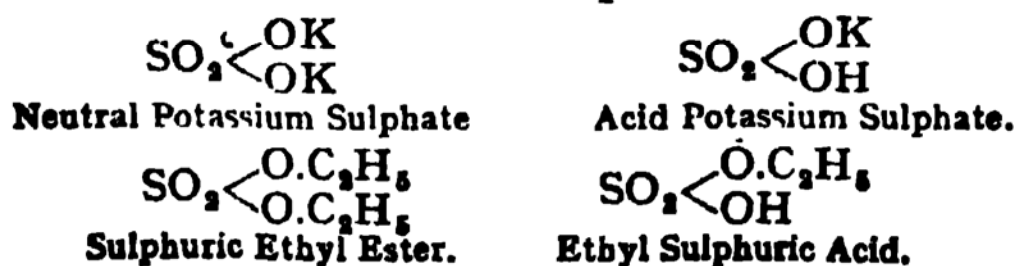 SO₂<OK OK SO₂<OK OH
Neutral Potassium Sulphate Acid Potassium Sulphate.
SO₂<O.C₂H₅ O.C₂H₅ SO₂<O.C₂H₅ OH
Sulphuric Ethyl Ester. Ethyl Sulphuric Acid.